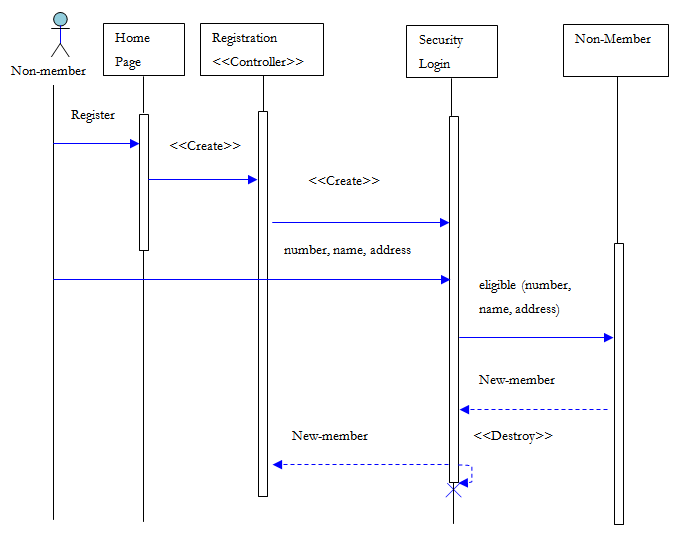 Non-member
Home
Page
Registration
<<Controller>>
Security
Login
Non-Member
Register
<<Create>>
<<Create>>
number, name, address
eligible (number,
name, address)
New-member
<<Destroy>>
New-member